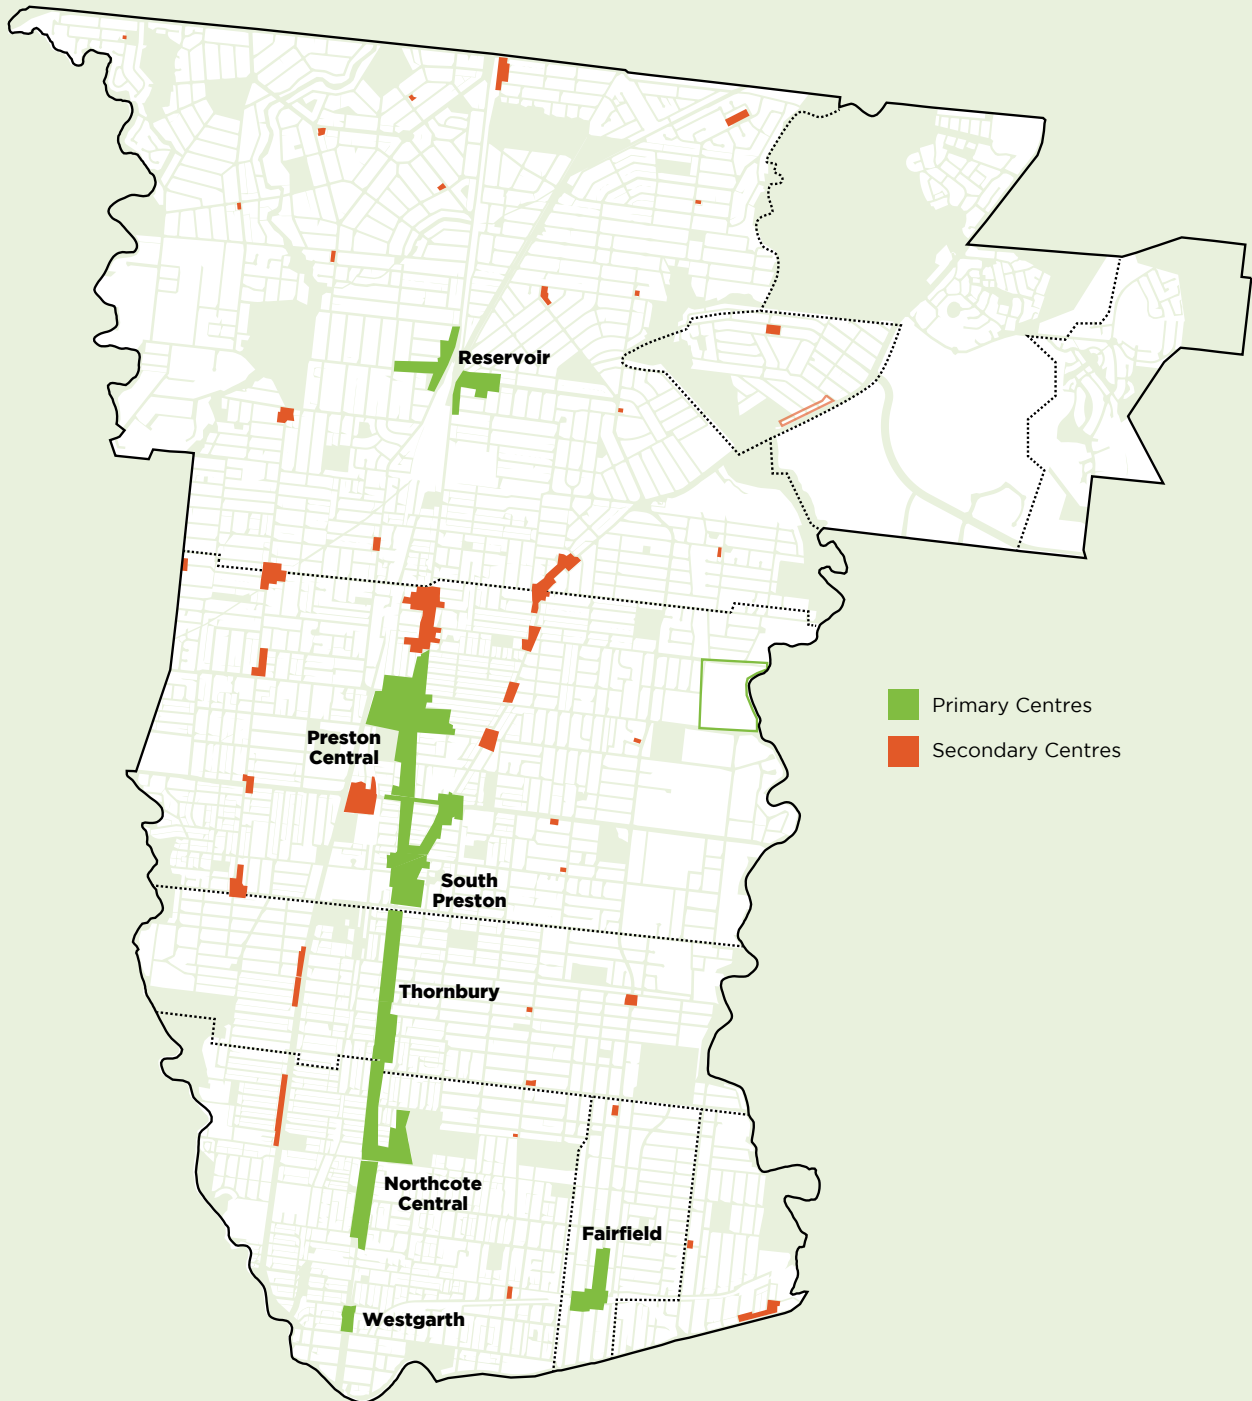 Reservoir
Primary Centres
Preston
Central
Secondary Centres
South
Preston
Thornbury
Northcote
Central
Fairfield
Westgarth